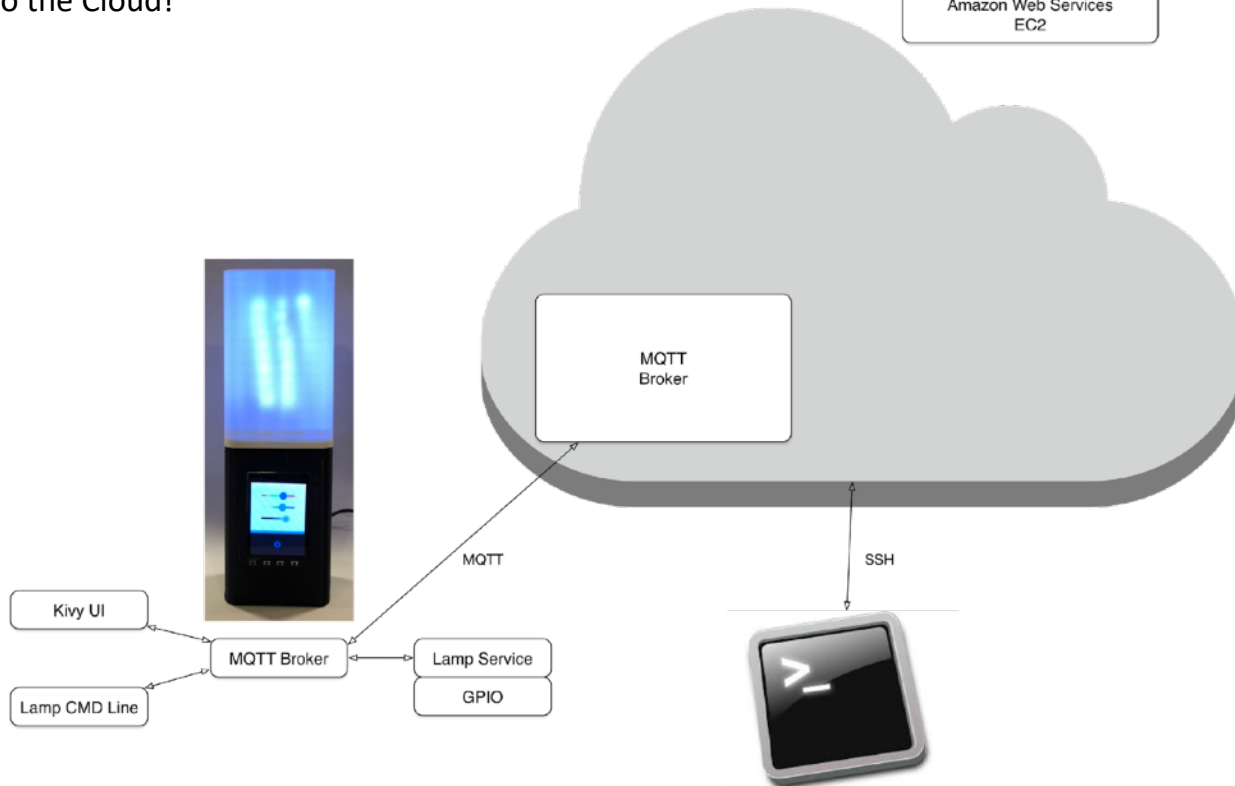 o the Cloud!
Amazon Web Services
EC2
MQTT
Broker
MQTT
SSH
Kivy UI
MQTT Broker
Lamp Service
Lamp CMD Line
GPIO
>_